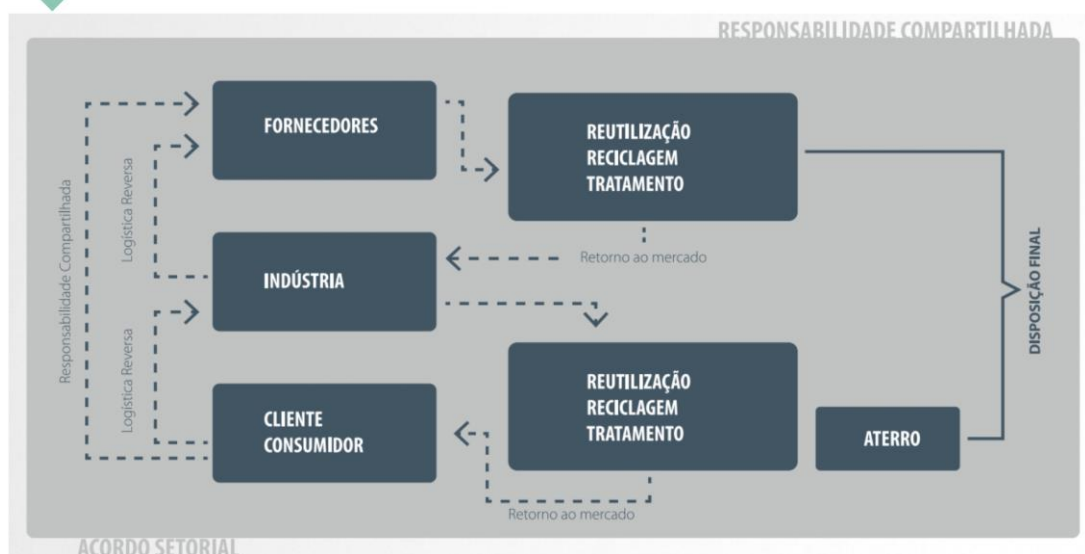 RESPONSABILIDADE COMPARTILHADA
FORNECEDORES
REUTILIZAÇÃO
RECICLAGEM
TRATAMENTO
Responsabilidade Compartilhada
Logística Reversa
INDÚSTRIA
Retorno ao mercado
DISPOSIÇÃO FINAL
Logística Reversa
CLIENTE
CONSUMIDOR
REUTILIZAÇÃO
RECICLAGEM
TRATAMENTO
ATERRO
Retorno ao mercado
ACORDO SETORIAL